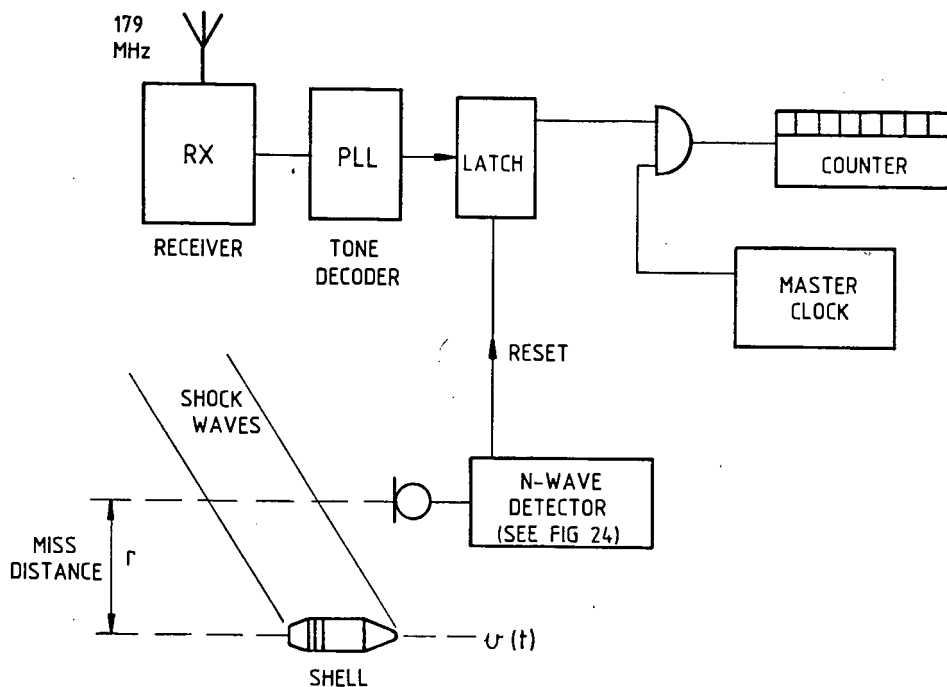 179
MHz
RX
PLL
LATCH
COUNTER
RECEIVER
TONE
DECODER
MASTER
CLOCK
RESET
SHOCK
WAVES
N-WAVE
DETECTOR
(SEE FIG 24)
MISS
DISTANCE
r
υ (t)
SHELL